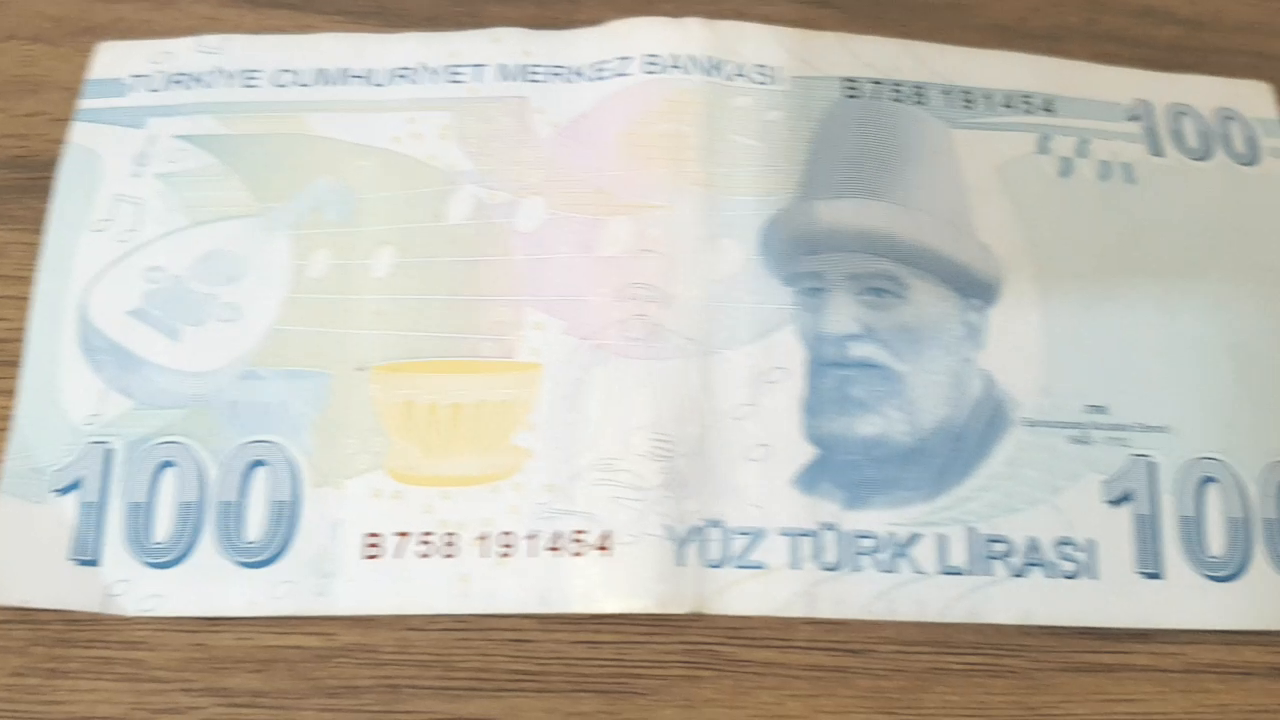 TÜRKİYE CUMHURİYET MERKEZ BANKASI
B758 191454
100
100
B758 191454
YÜZ TÜRK LİRASI
100